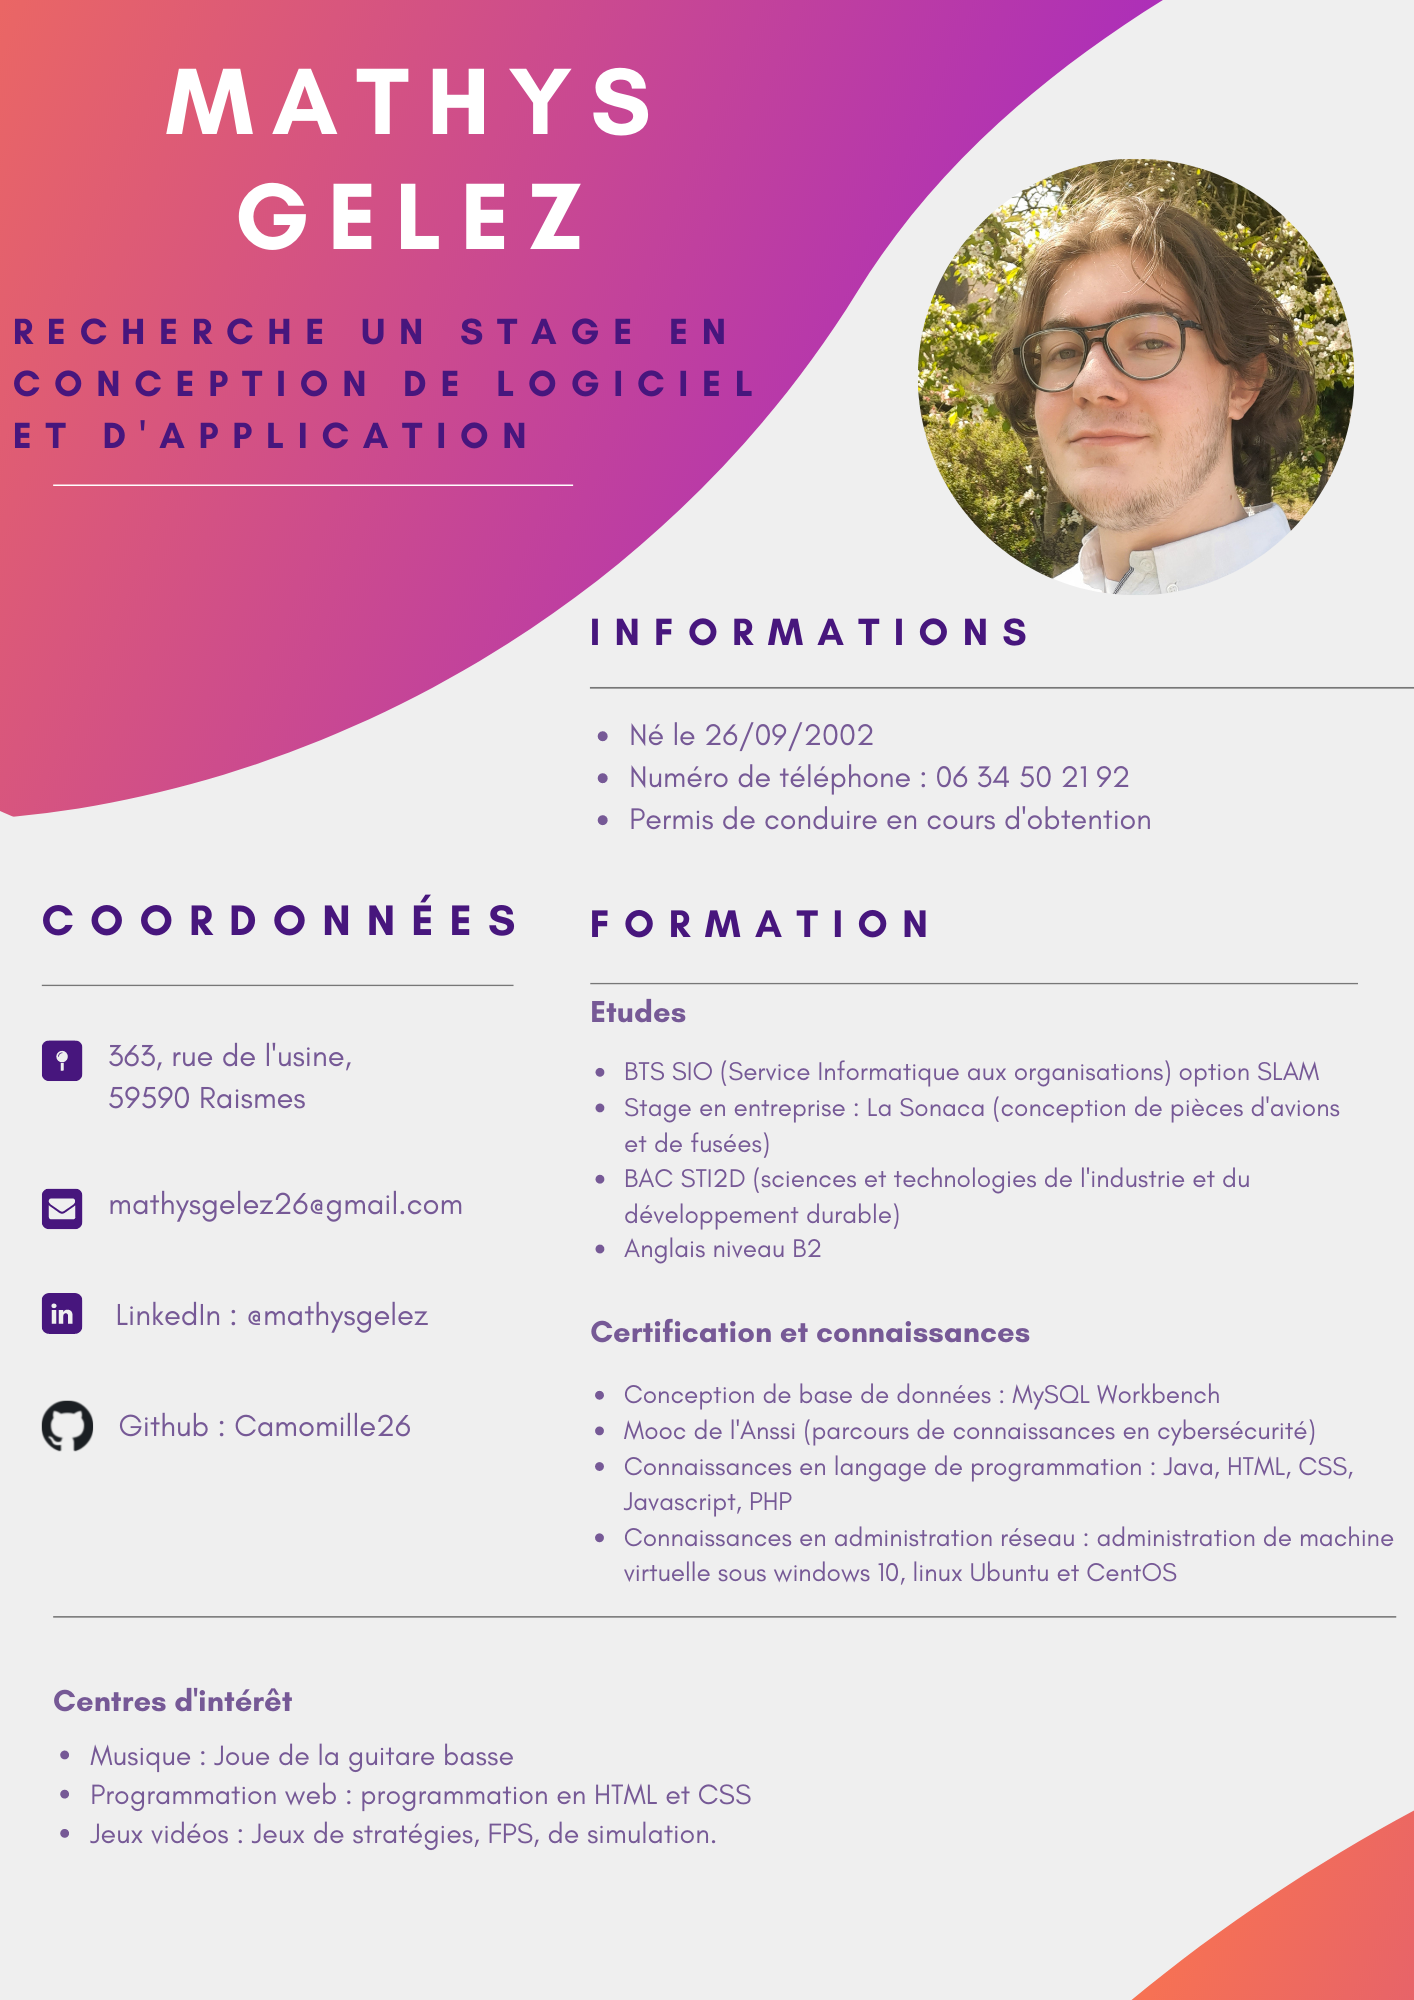 MATHYS
GELEZ
RECHERCHE UN STAGE EN
CONCEPTION DE LOGICIEL
ET D'APPLICATION
INFORMATIONS
Né le 26/09/2002
Numéro de téléphone : 06 34 50 21 92
Permis de conduire en cours d'obtention
COORDONNÉES
363, rue de l'usine,
59590 Raismes
mathysgelez26@gmail.com
in
LinkedIn : @mathysgelez
Github : Camomille26
FORMATION
Etudes
BTS SIO (Service Informatique aux organisations) option SLAM
Stage en entreprise : La Sonaca (conception de pièces d'avions
et de fusées)
BAC STI2D (sciences et technologies de l'industrie et du
développement durable)
Anglais niveau B2
Certification et connaissances
Conception de base de données : MySQL Workbench
Mooc de l'Anssi (parcours de connaissances en cybersécurité)
Connaissances en langage de programmation : Java, HTML, CSS,
Javascript, PHP
Connaissances en administration réseau : administration de machine
virtuelle sous windows 10, linux Ubuntu et CentOS
Centres d'intérêt
Musique : Joue de la guitare basse
Programmation web : programmation en HTML et CSS
Jeux vidéos : Jeux de stratégies, FPS, de simulation.